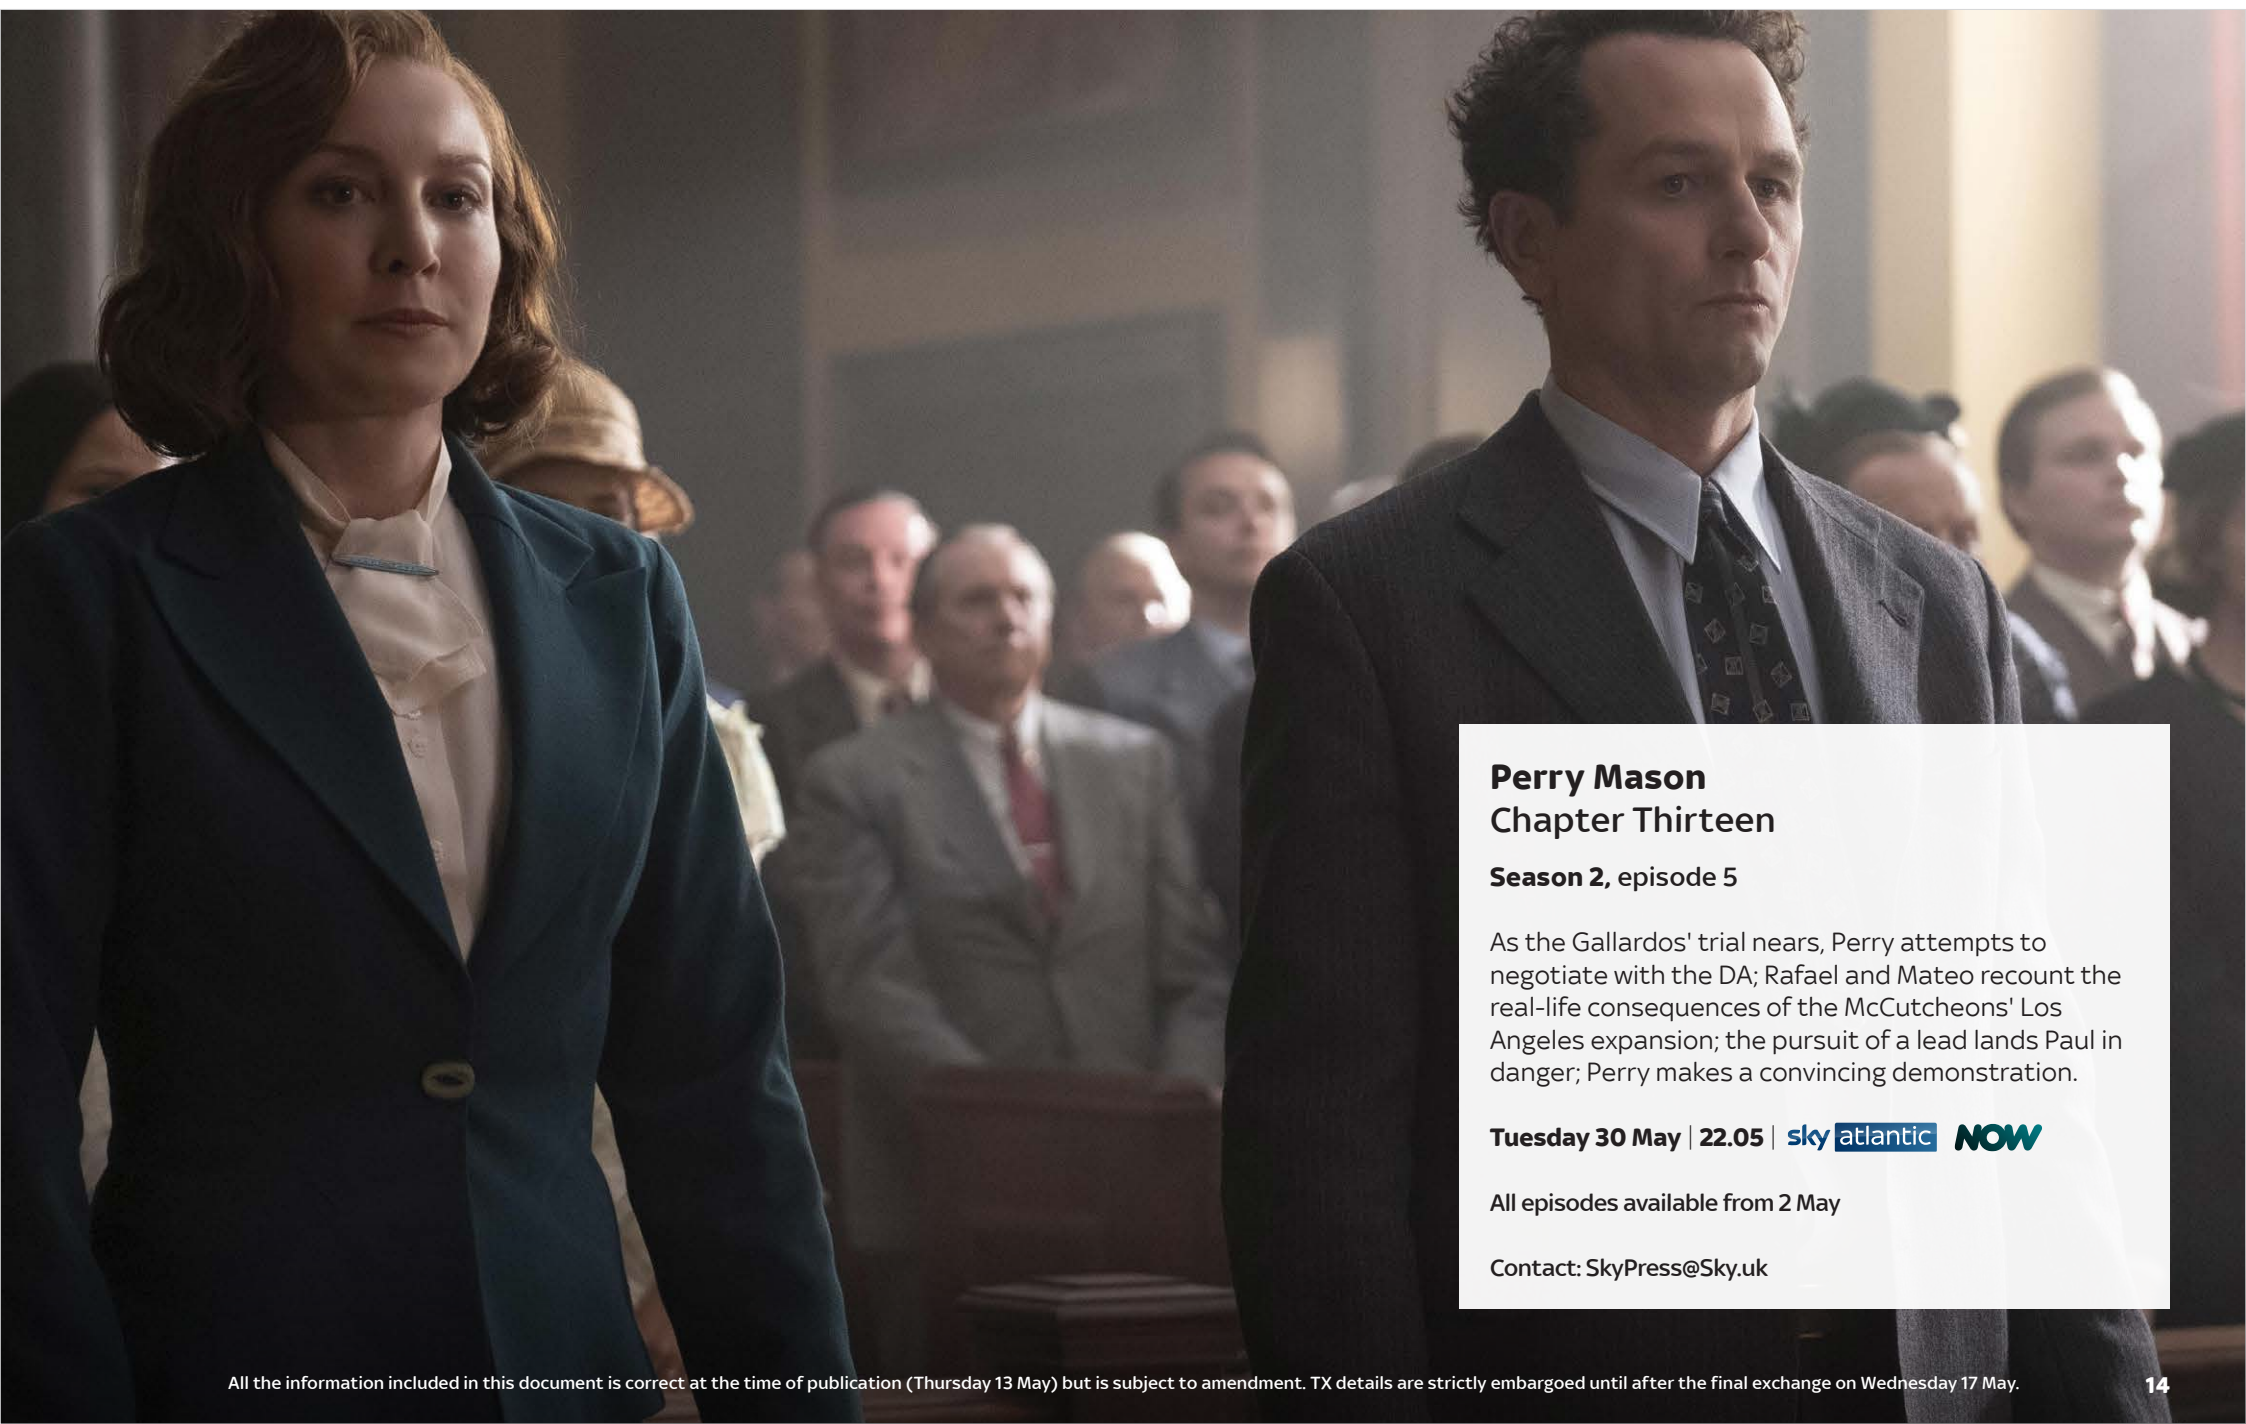 Perry Mason
Chapter Thirteen
Season 2, episode 5
As the Gallardos' trial nears, Perry attempts to
negotiate with the DA; Rafael and Mateo recount the
real-life consequences of the McCutcheons' Los
Angeles expansion; the pursuit of a lead lands Paul in
danger; Perry makes a convincing demonstration.
Tuesday 30 May | 22.05 | sky atlantic NOW
All episodes available from 2 May
Contact: SkyPress@Sky.uk
All the information included in this document is correct at the time of publication (Thursday 13 May) but is subject to amendment. TX details are strictly embargoed until after the final exchange on Wednesday 17 May.
14